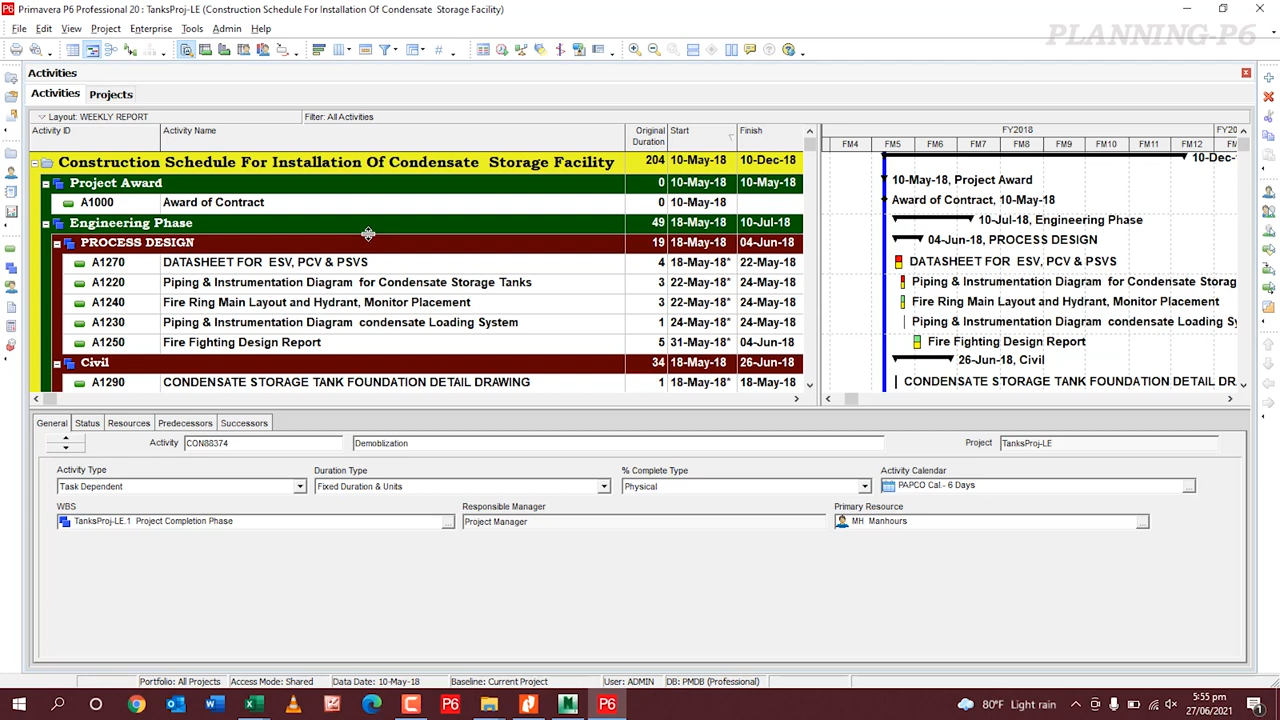 Primavera P6 Professional 20 : TanksProj-LE (Construction Schedule For Installation Of Condensate  Storage Facility)
PLANNING-P6
File Edit View Project Enterprise Tools Admin Help
Activities
Activities Projects
Layout: WEEKLY REPORT Filter: All Activities
Activity ID Activity Name Original Duration Start Finish
FY2018 FY20
FM4 FM5 FM6 FM7 FM8 FM9 FM10 FM11 FM12 FM
Construction Schedule For Installation Of Condensate  Storage Facility 204 10-May-18 10-Dec-18 10-Dec-
Project Award 0 10-May-18 10-May-18 10-May-18, Project Award
A1000 Award of Contract 0 10-May-18 10-May-18 Award of Contract, 10-May-18
Engineering Phase 49 18-May-18 10-Jul-18 10-Jul-18, Engineering Phase
PROCESS DESIGN 19 18-May-18 04-Jun-18 04-Jun-18, PROCESS DESIGN
A1270 DATASHEET FOR  ESV, PCV & PSVS 4 18-May-18* 22-May-18 DATASHEET FOR  ESV, PCV & PSVS
A1220 Piping & Instrumentation Diagram  for Condensate Storage Tanks 3 22-May-18* 24-May-18 Piping & Instrumentation Diagram  for Condensate Storag
A1240 Fire Ring Main Layout and Hydrant, Monitor Placement 3 22-May-18* 24-May-18 Fire Ring Main Layout and Hydrant, Monitor Placement
A1230 Piping & Instrumentation Diagram  condensate Loading System 1 24-May-18* 24-May-18 Piping & Instrumentation Diagram  condensate Loading Sy
A1250 Fire Fighting Design Report 5 31-May-18* 04-Jun-18 Fire Fighting Design Report
Civil 34 18-May-18 26-Jun-18 26-Jun-18, Civil
A1290 CONDENSATE STORAGE TANK FOUNDATION DETAIL DRAWING 1 18-May-18* 18-May-18 CONDENSATE STORAGE TANK FOUNDATION DETAIL DR
General Status Resources Predecessors Successors
Activity CON88374 Demoblization Project TanksProj-LE
Activity Type Duration Type % Complete Type Activity Calendar
Task Dependent Fixed Duration & Units Physical PAPCO Cal.- 6 Days
WBS Responsible Manager Primary Resource
TanksProj-LE.1  Project Completion Phase Project Manager MH  Manhours
Portfolio: All Projects Access Mode: Shared Data Date: 10-May-18 Baseline: Current Project User: ADMIN DB: PMDB (Professional)
80°F Light rain
5:55 pm
27/06/2021